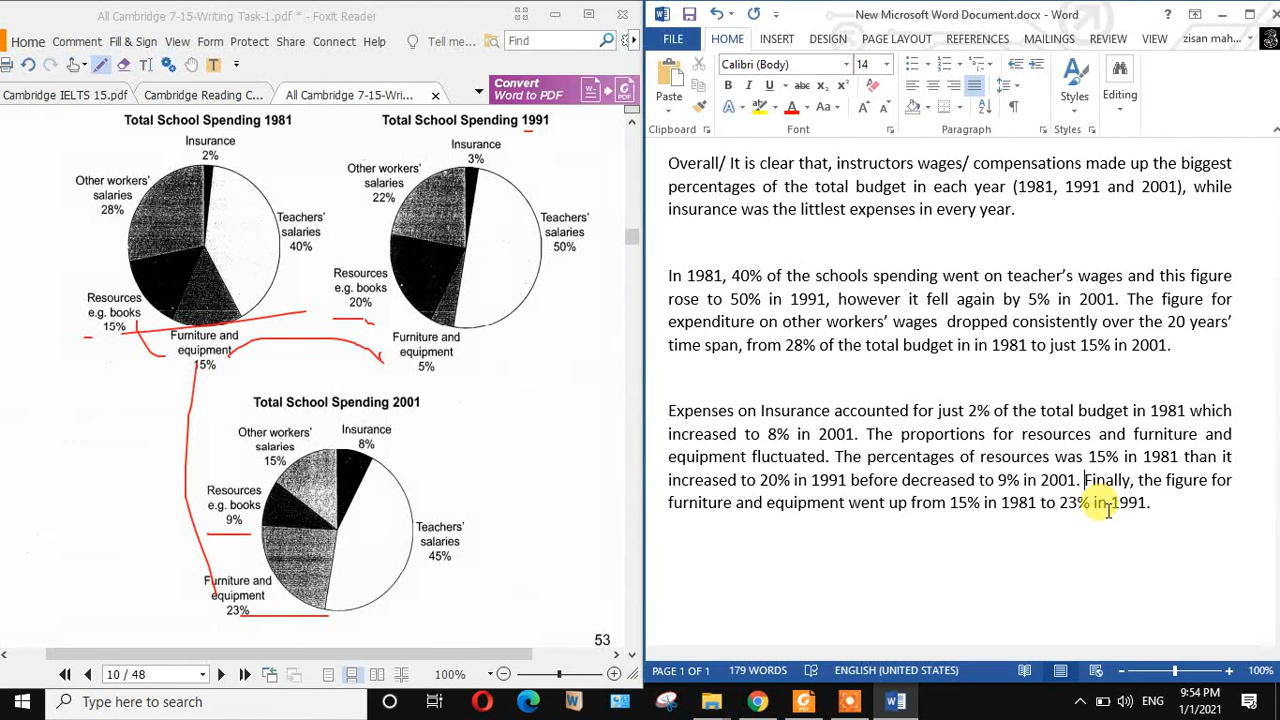 All Cambridge 7-15-Writing Task-1.pdf * - Foxit Reader
Home Comment Fill & Sign View Form Protect Share Connect Help Tell me... Find
Cambridge IELTS 15.pdf
All Cambridge 7-15-Wri...
Convert
Word to PDF
Total School Spending 1981
Insurance
2%
Other workers'
salaries
28%
Teachers'
salaries
40%
Resources
e.g. books
15%
Furniture and
equipment
15%
Total School Spending 1991
Insurance
3%
Other workers'
salaries
22%
Teachers'
salaries
50%
Resources
e.g. books
20%
Furniture and
equipment
5%
Total School Spending 2001
Insurance
8%
Other workers'
salaries
15%
Resources
e.g. books
9%
Teachers'
salaries
45%
Furniture and
equipment
23%
53
10 / 48
100%
New Microsoft Word Document.docx - Word
FILE HOME INSERT DESIGN PAGE LAYOUT REFERENCES MAILINGS REVIEW VIEW zisan mah...
Calibri (Body) 14
Paste
Styles
Editing
Clipboard Font Paragraph Styles
Overall/ It is clear that, instructors wages/ compensations made up the biggest
percentages of the total budget in each year (1981, 1991 and 2001), while
insurance was the littlest expenses in every year.
In 1981, 40% of the schools spending went on teacher's wages and this figure
rose to 50% in 1991, however it fell again by 5% in 2001. The figure for
expenditure on other workers' wages dropped consistently over the 20 years'
time span, from 28% of the total budget in in 1981 to just 15% in 2001.
Expenses on Insurance accounted for just 2% of the total budget in 1981 which
increased to 8% in 2001. The proportions for resources and furniture and
equipment fluctuated. The percentages of resources was 15% in 1981 than it
increased to 20% in 1991 before decreased to 9% in 2001. Finally, the figure for
furniture and equipment went up from 15% in 1981 to 23% in 1991.
PAGE 1 OF 1 179 WORDS ENGLISH (UNITED STATES) 100%
Type here to search
ENG
9:54 PM
1/1/2021